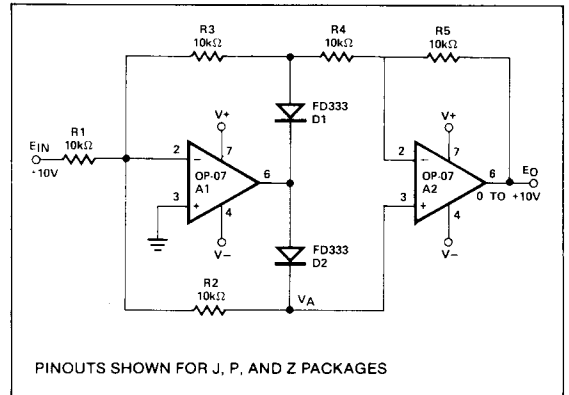 R3
10kΩ
R4
10kΩ
R5
10kΩ
FD333
D1
V+
7
V+
7
EIN
±10V
R1
10kΩ
2
−
OP-07
A1
6
3
+
4
V−
2
−
OP-07
A2
6
EO
0 TO +10V
3
+
4
V−
FD333
D2
R2
10kΩ
VA
PINOUTS SHOWN FOR J, P, AND Z PACKAGES